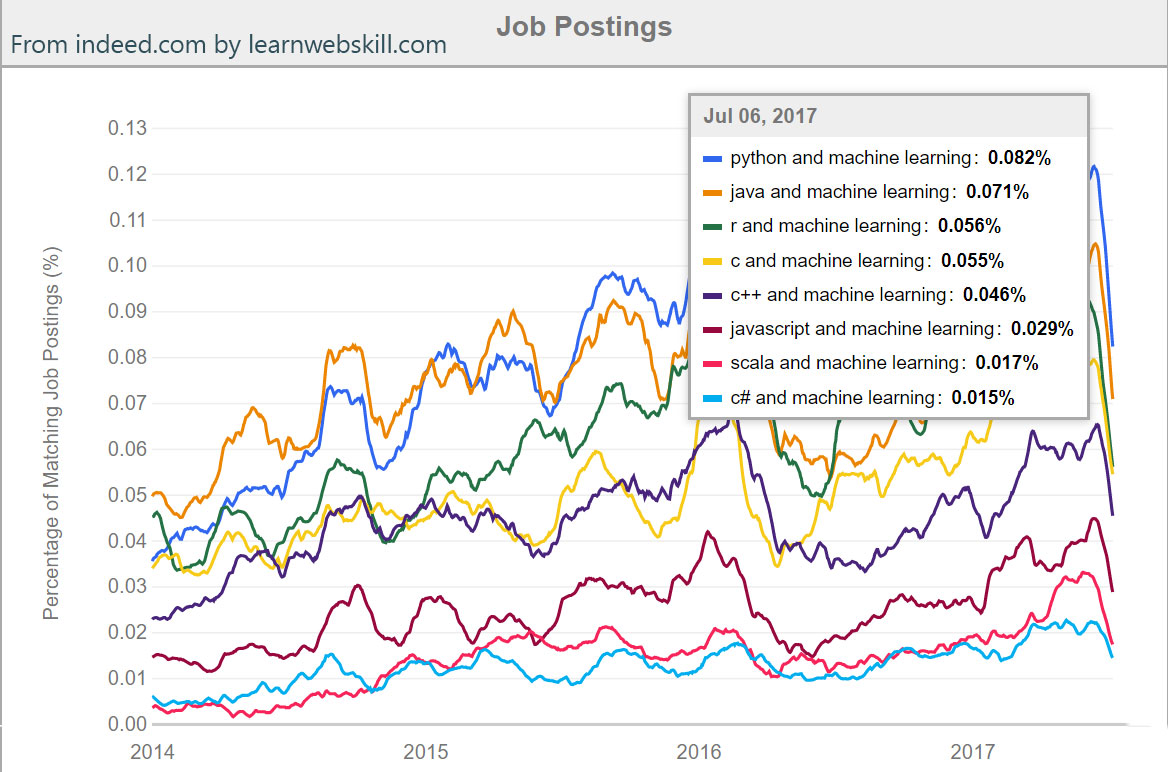 Job Postings
From indeed.com by learnwebskill.com
Jul 06, 2017
python and machine learning: 0.082%
java and machine learning: 0.071%
r and machine learning: 0.056%
c and machine learning: 0.055%
c++ and machine learning: 0.046%
javascript and machine learning: 0.029%
scala and machine learning: 0.017%
c# and machine learning: 0.015%
Percentage of Matching Job Postings (%)
0.13
0.12
0.11
0.10
0.09
0.08
0.07
0.06
0.05
0.04
0.03
0.02
0.01
0.00
2014 2015 2016 2017